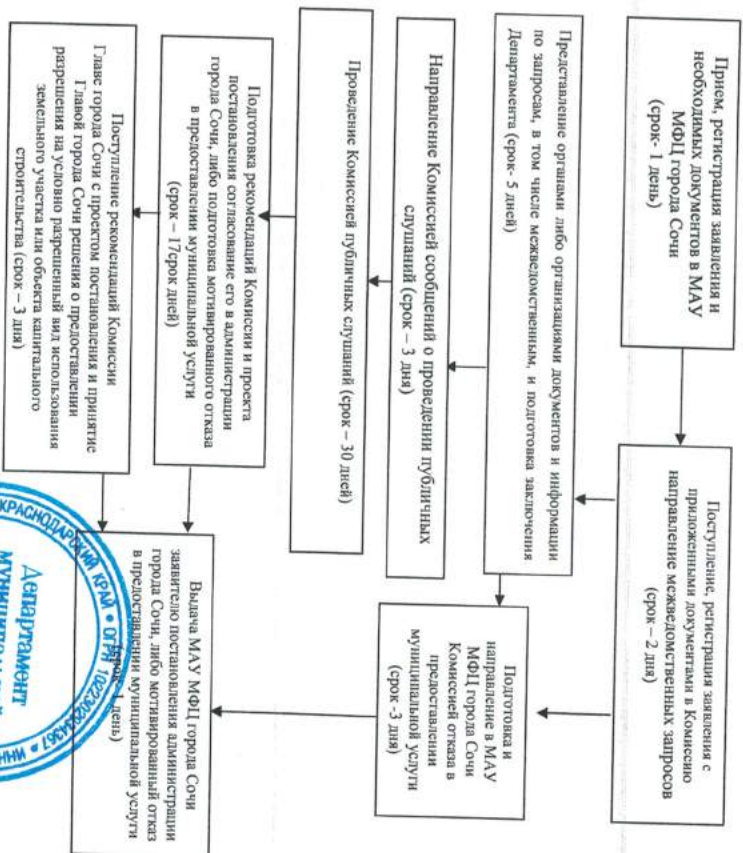 Прием, регистрация заявления и
необходимых документов в МАУ
МФЦ города Сочи
(срок- 1 день)
Поступление, регистрация заявления с
приложенными документами в Комиссию
направление межведомственных запросов
(срок – 2 дня)
Представление органами либо организациями документов и информации
по запросам, в том числе межведомственным, и подготовка заключения
Департамента (срок- 5 дней)
Подготовка и
направление в МАУ
МФЦ города Сочи
Комиссией отказа в
предоставлении
муниципальной услуги
(срок -3 дня)
Направление Комиссией сообщений о проведении публичных
слушаний (срок – 3 дня)
Проведение Комиссией публичных слушаний (срок – 30 дней)
Подготовка рекомендаций Комиссии и проекта
постановления согласование его в администрации
города Сочи, либо подготовка мотивированного отказа
в предоставлении муниципальной услуги
(срок – 17срок дней)
Поступление рекомендаций Комиссии
Главе города Сочи с проектом постановления и принятие
Главой города Сочи решения о предоставлении
разрешения на условно разрешенный вид использования
земельного участка или объекта капитального
строительства (срок – 3 дня)
Выдача МАУ МФЦ города Сочи
заявителю постановления администрации
города Сочи, либо мотивированный отказ
в предоставлении муниципальной услуги
1 день)
КРАСНОДАРСКИЙ КРАЙ • ОГРН
ИНН
Департамент